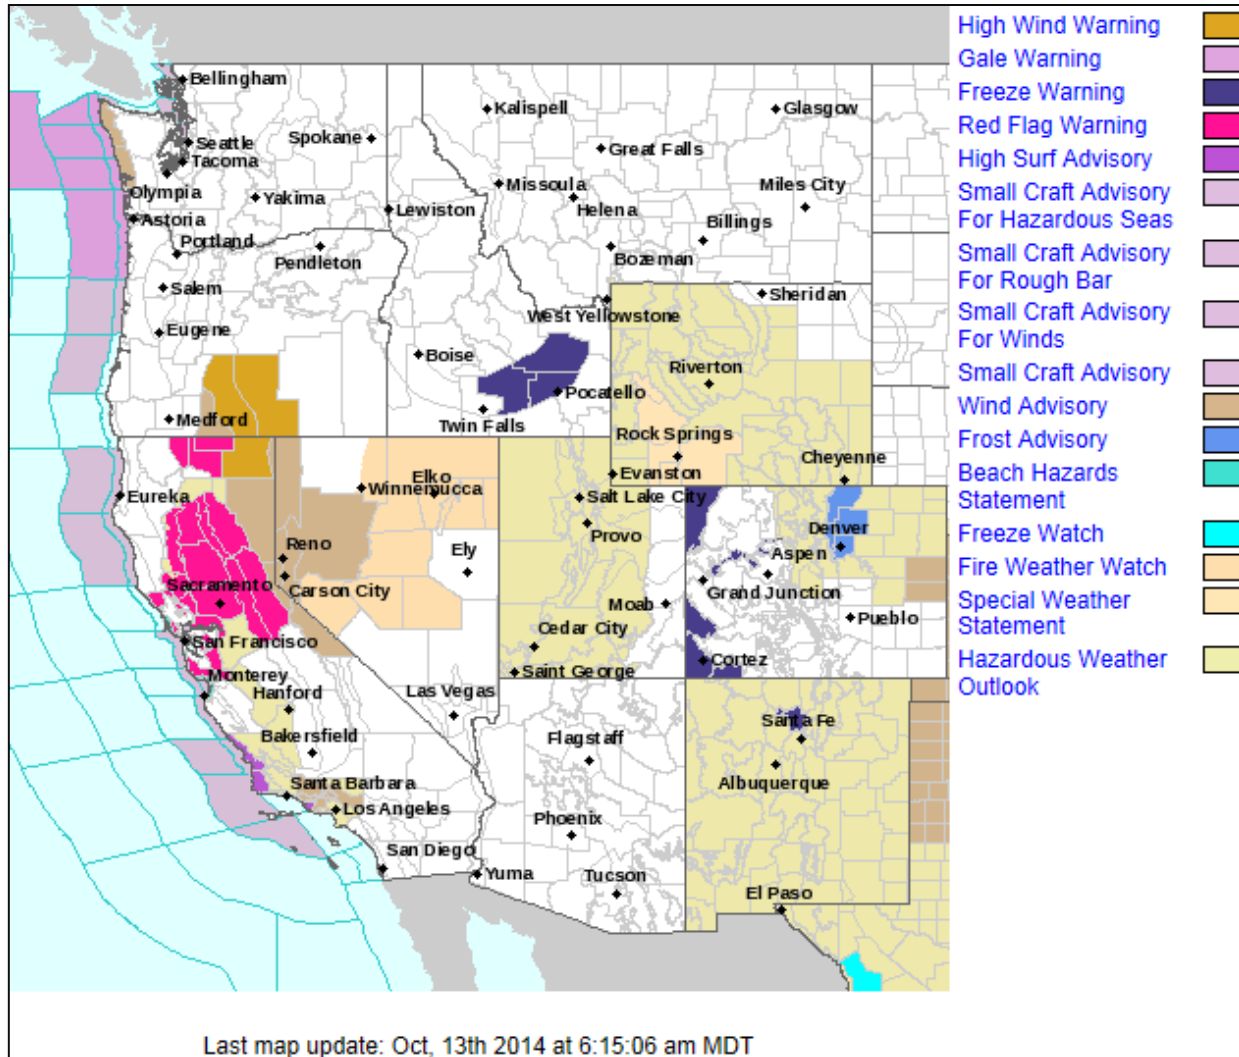 High Wind Warning
Gale Warning
Freeze Warning
Red Flag Warning
High Surf Advisory
Small Craft Advisory
For Hazardous Seas
Small Craft Advisory
For Rough Bar
Small Craft Advisory
For Winds
Small Craft Advisory
Wind Advisory
Frost Advisory
Beach Hazards
Statement
Freeze Watch
Fire Weather Watch
Special Weather
Statement
Hazardous Weather
Outlook
Bellingham
Kalispell
Glasgow
Seattle
Spokane
Great Falls
Tacoma
Olympia
Yakima
Missoula
Miles City
Helena
Lewiston
Astoria
Billings
Portland
Pendleton
Bozeman
Salem
Sheridan
West Yellowstone
Eugene
Boise
Riverton
Pocatello
Medford
Twin Falls
Rock Springs
Cheyenne
Evanston
Elko
Winnemucca
Eureka
Salt Lake City
Denver
Provo
Reno
Ely
Aspen
Sacramento
Carson City
Grand Junction
Moab
Pueblo
San Francisco
Cedar City
Cortez
Monterey
Saint George
Hanford
Las Vegas
Santa Fe
Bakersfield
Flagstaff
Santa Barbara
Albuquerque
Los Angeles
Phoenix
San Diego
Yuma
Tucson
El Paso
Last map update: Oct, 13th 2014 at 6:15:06 am MDT